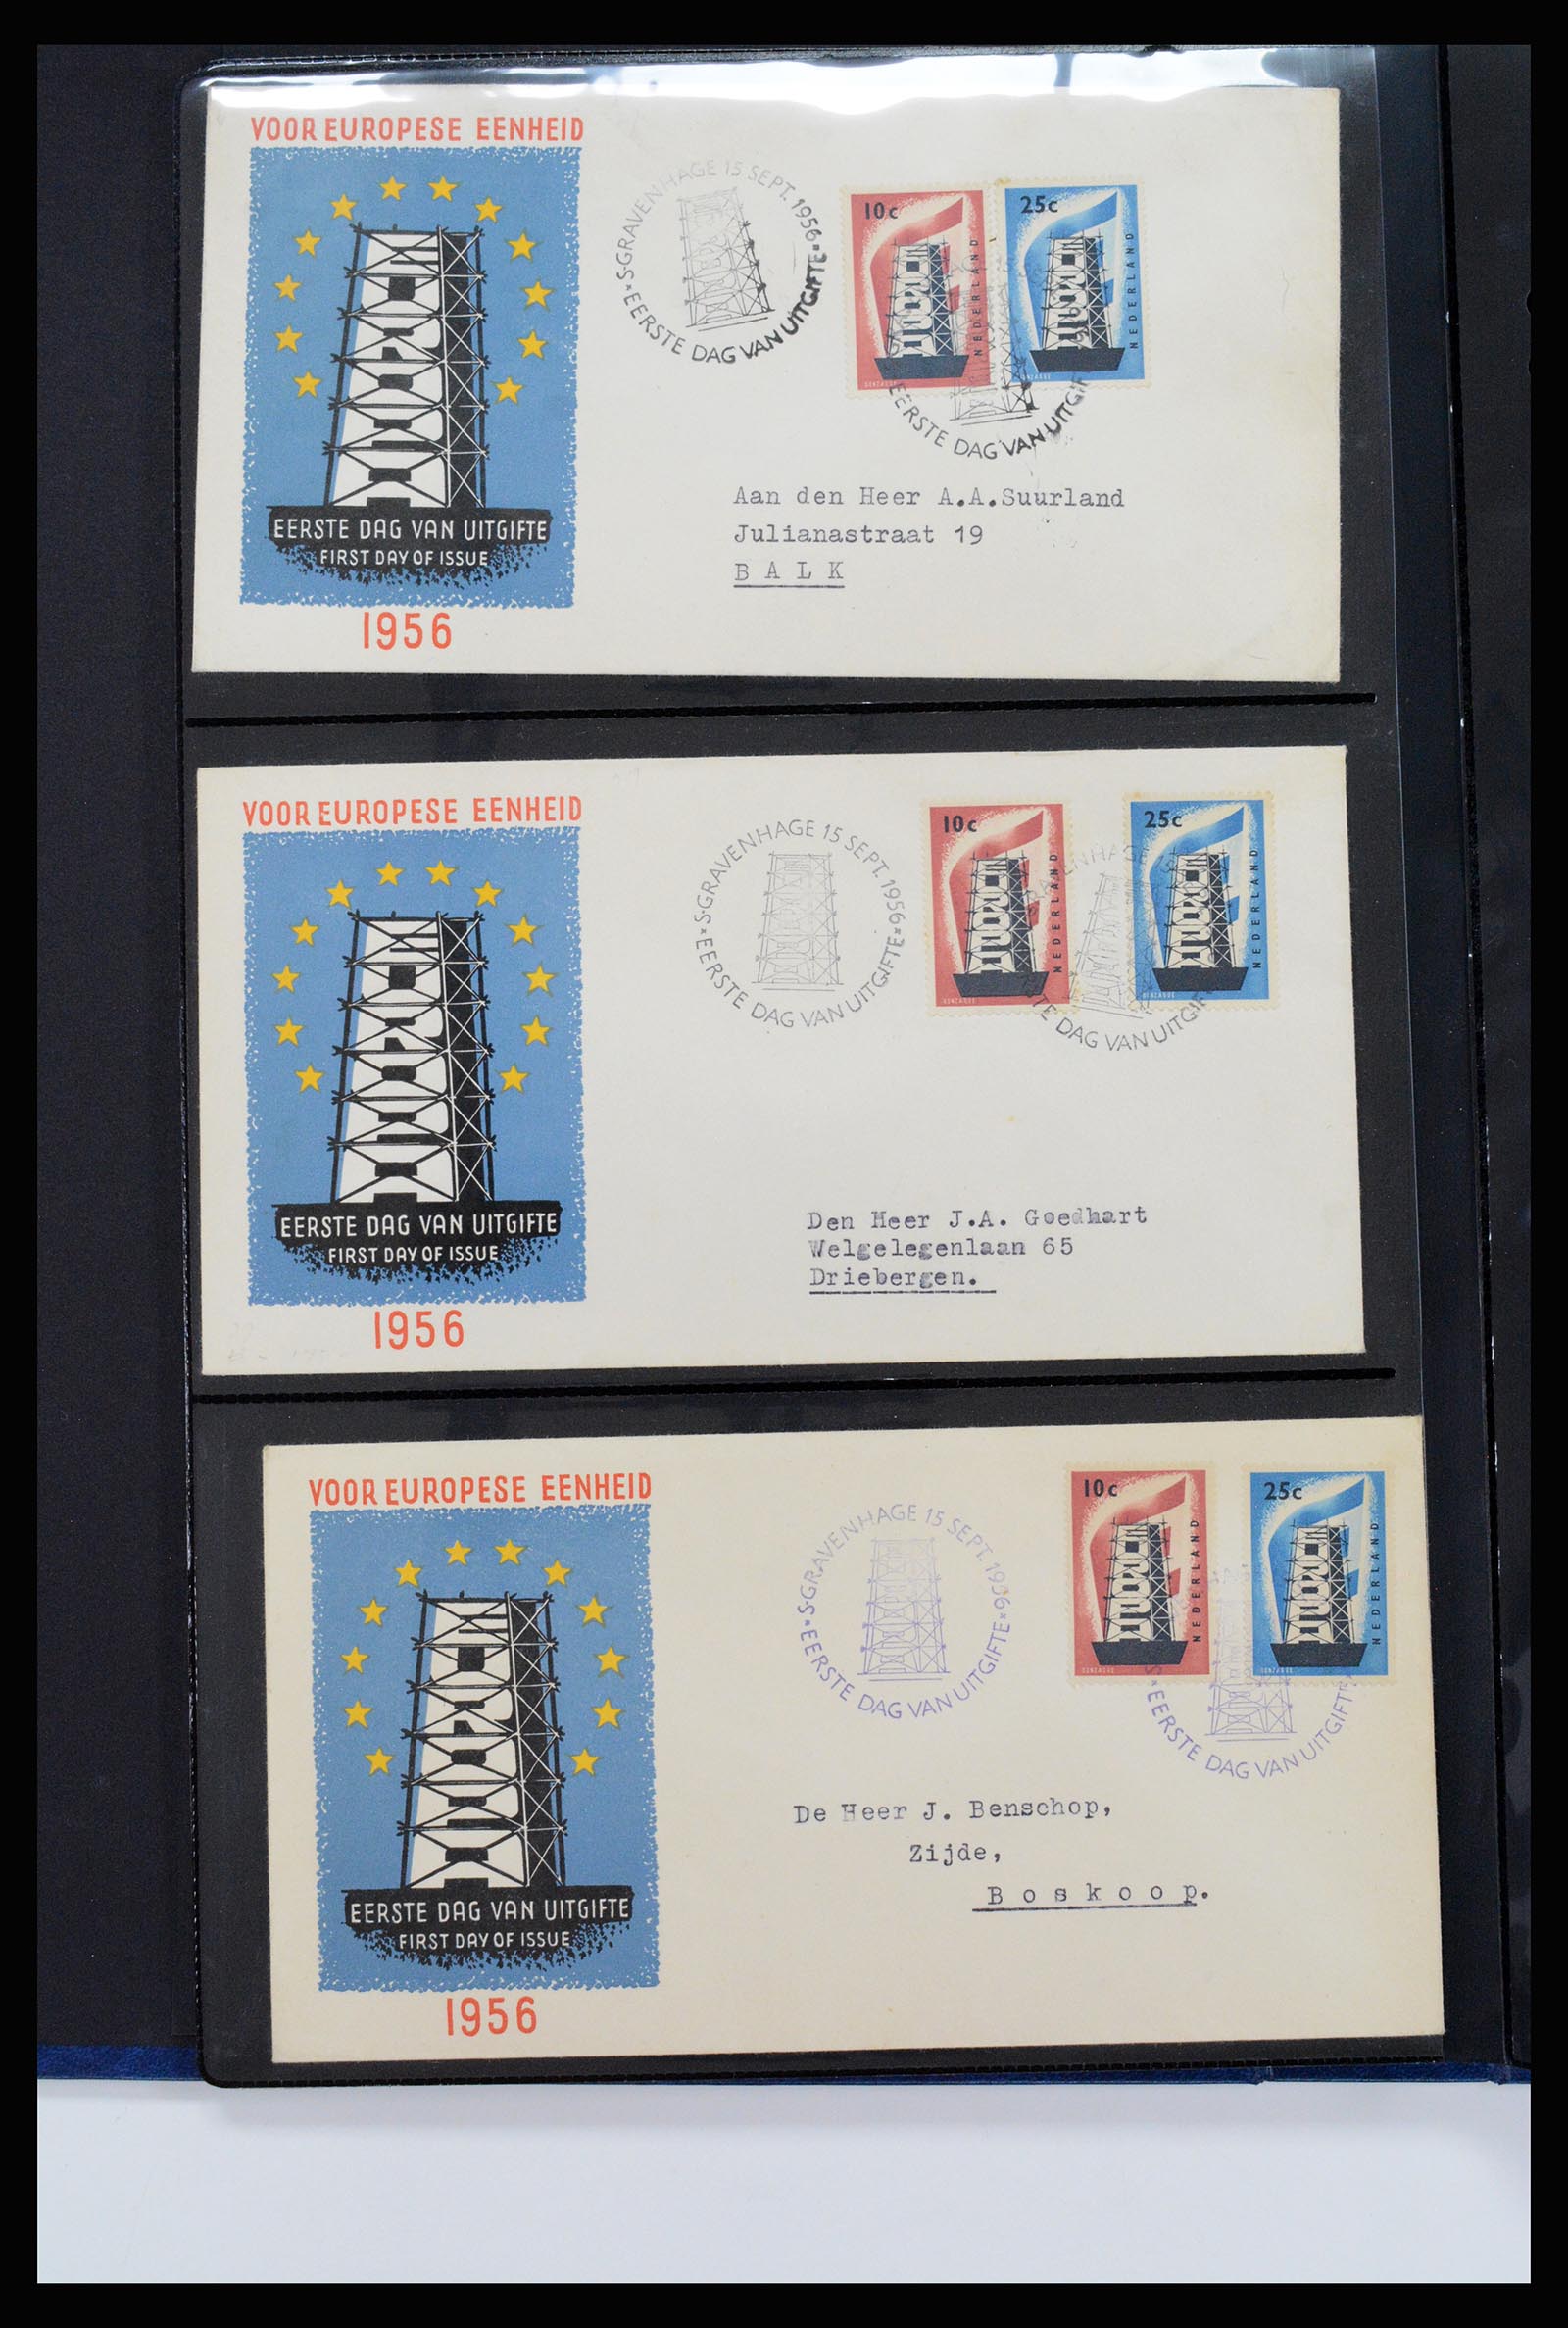 VOOR EUROPESE EENHEID
EERSTE DAG VAN UITGIFTE
FIRST DAY OF ISSUE
1956
S-GRAVENHAGE 15 SEPT. 1956
EERSTE DAG VAN UITGIFTE
10c
NEDERLAND
25c
NEDERLAND
EERSTE DAG VAN UITGIF
Aan den Heer A.A.Suurland
Julianastraat 19
B A L K
VOOR EUROPESE EENHEID
EERSTE DAG VAN UITGIFTE
FIRST DAY OF ISSUE
1956
S-GRAVENHAGE 15 SEPT. 1956
EERSTE DAG VAN UITGIFTE
10c
NEDERLAND
25c
NEDERLAND
TE DAG VAN UITGIF
Den Heer J.A. Goedhart
Welgelegenlaan 65
Driebergen.
VOOR EUROPESE EENHEID
EERSTE DAG VAN UITGIFTE
FIRST DAY OF ISSUE
1956
S-GRAVENHAGE 15 SEPT. 1956
EERSTE DAG VAN UITGIFTE
10c
NEDERLAND
25c
NEDERLAND
EERSTE DAG VAN UITGIFT
De Heer J. Benschop,
Zijde,
B o s k o o p.